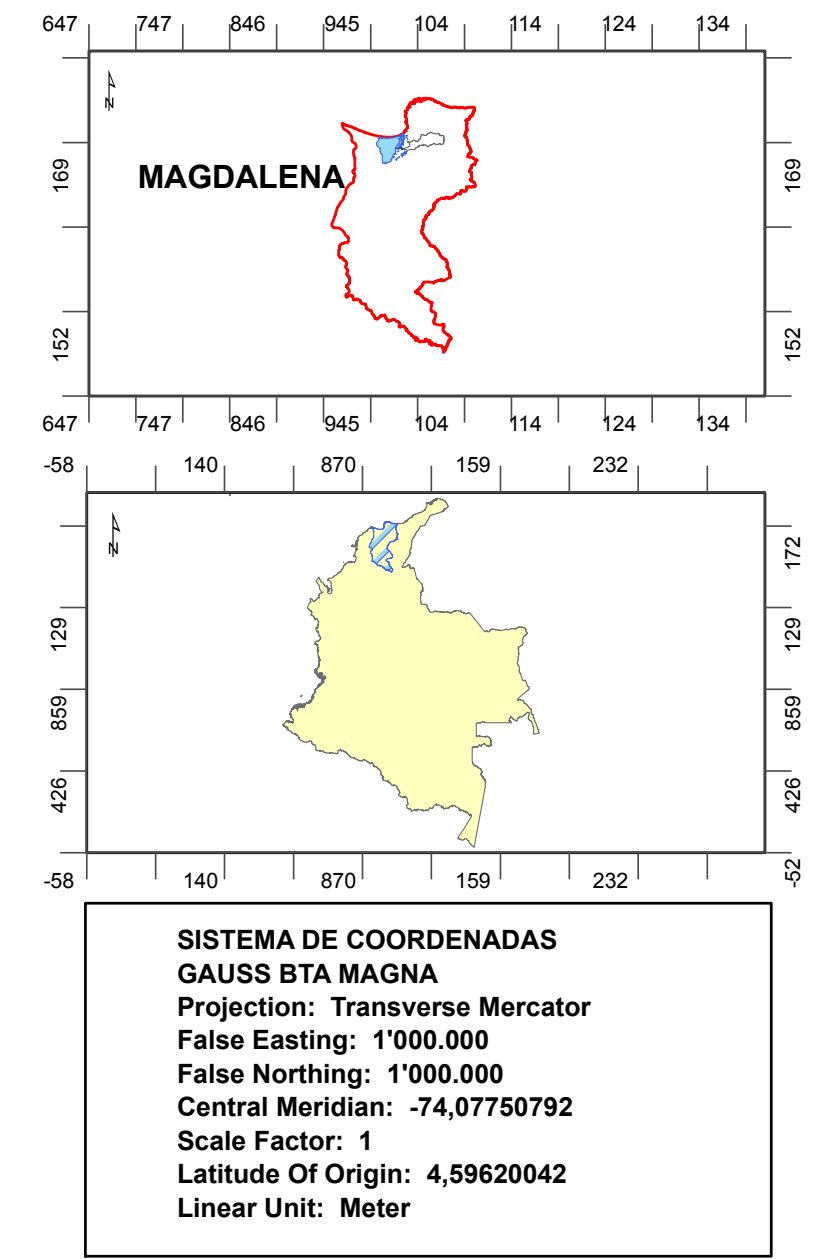 647 747 846 945 104 114 124 134
N
169 169
MAGDALENA
152 152
647 747 846 945 104 114 124 134
-58 140 870 159 232
N
172
129 129
859 859
426 426
-52
-58 140 870 159 232
SISTEMA DE COORDENADAS
GAUSS BTA MAGNA
Projection: Transverse Mercator
False Easting: 1'000.000
False Northing: 1'000.000
Central Meridian: -74,07750792
Scale Factor: 1
Latitude Of Origin: 4,59620042
Linear Unit: Meter